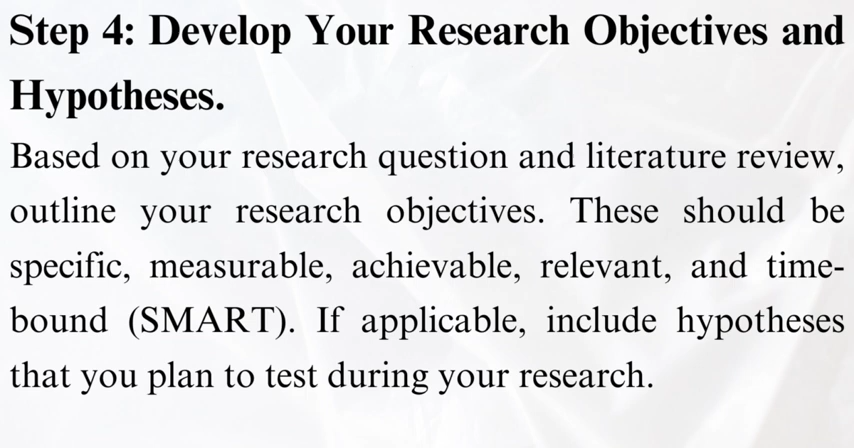 Step 4: Develop Your Research Objectives and
Hypotheses.
Based on your research question and literature review,
outline your research objectives. These should be
specific, measurable, achievable, relevant, and time-
bound (SMART). If applicable, include hypotheses
that you plan to test during your research.